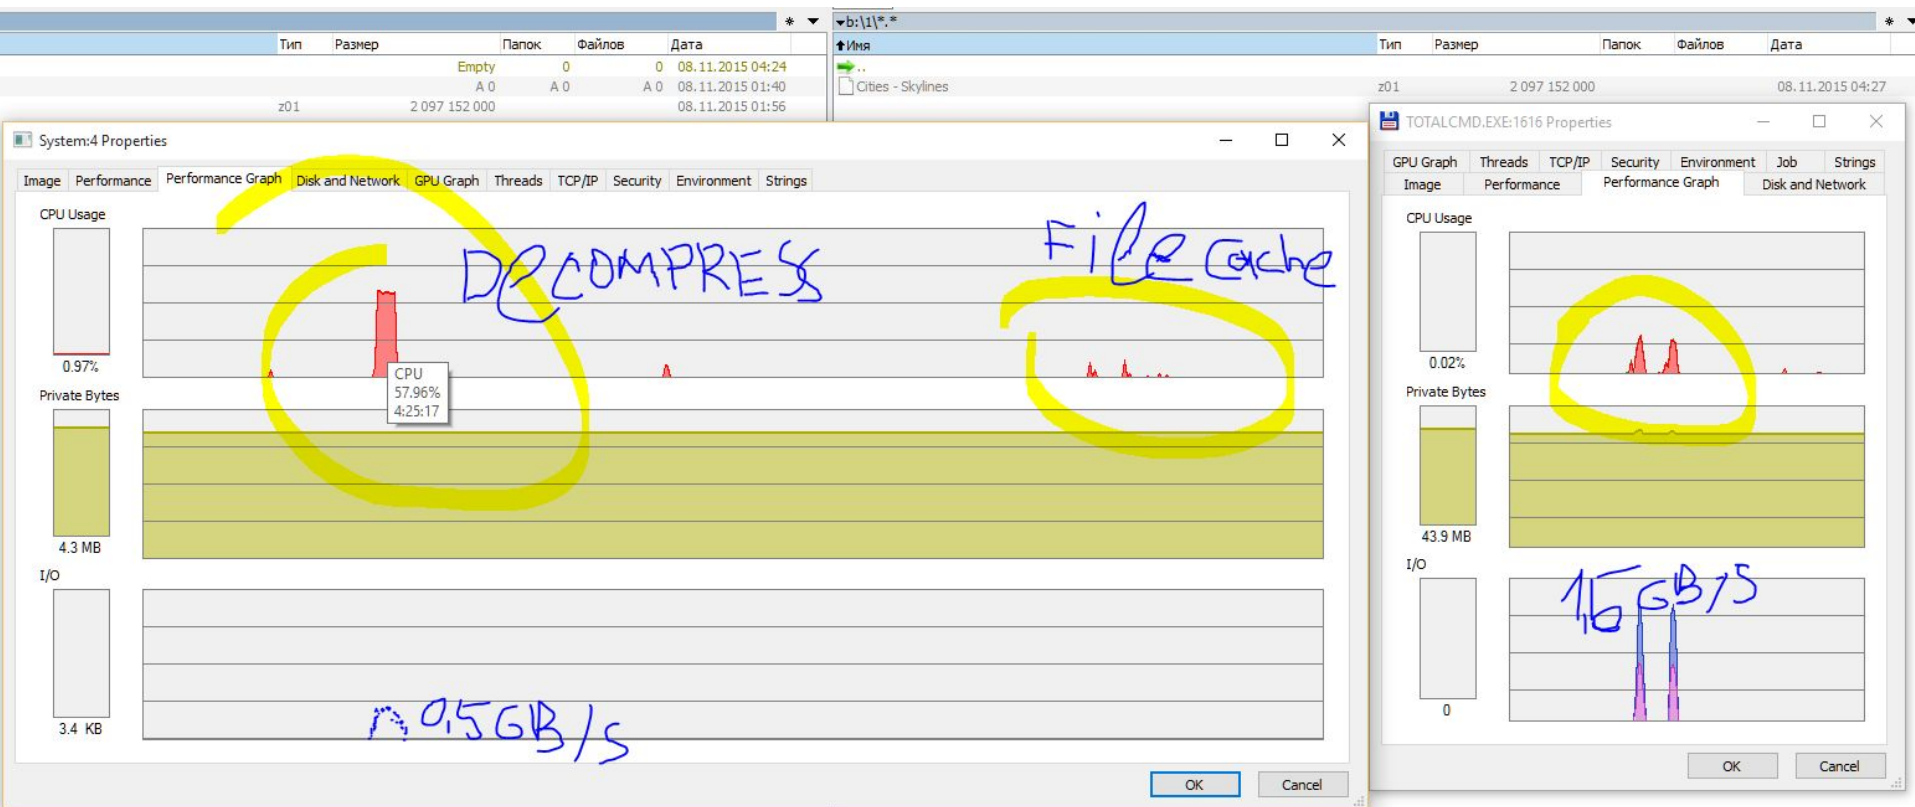 * ▼ ▾b:\1\*.* * ▼
Тип Размер Папок Файлов Дата
Empty 0 0 08.11.2015 04:24
A 0 A 0 A 0 08.11.2015 01:40
z01 2 097 152 000 08.11.2015 01:56
Имя Тип Размер Папок Файлов Дата
..
Cities - Skylines z01 2 097 152 000 08.11.2015 04:27
System:4 Properties
Image Performance Performance Graph Disk and Network GPU Graph Threads TCP/IP Security Environment Strings
CPU Usage
DeCOMPRESS
File Cache
0.97%
CPU
57.96%
4:25:17
Private Bytes
4.3 MB
I/O
0,5GB/s
3.4 KB
OK Cancel
TOTALCMD.EXE:1616 Properties
GPU Graph Threads TCP/IP Security Environment Job Strings
Image Performance Performance Graph Disk and Network
CPU Usage
0.02%
Private Bytes
43.9 MB
I/O
1,5 GB/S
0
OK Cancel